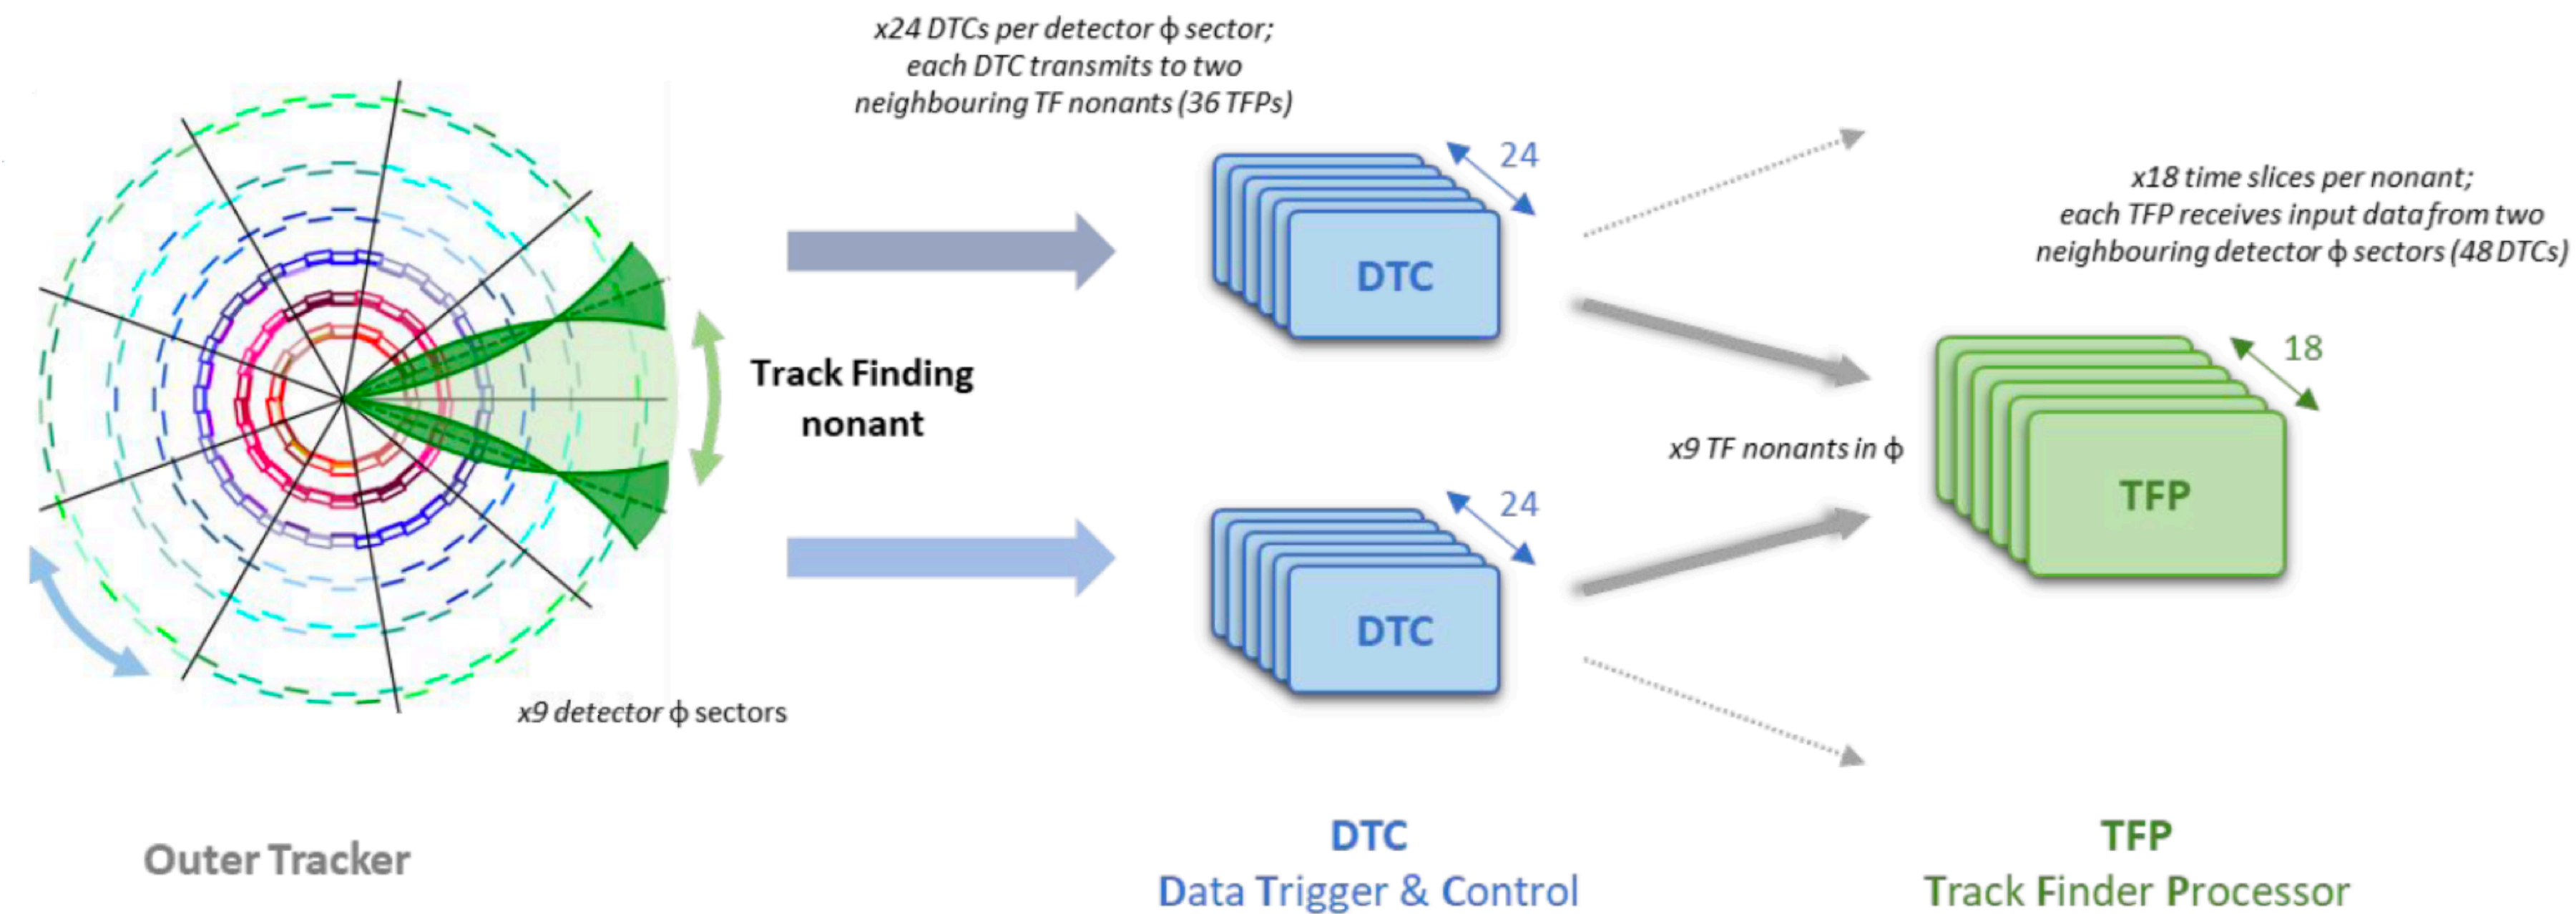 x24 DTCs per detector ϕ sector;
each DTC transmits to two
neighbouring TF nonants (36 TFPs)
24
DTC
x18 time slices per nonant;
each TFP receives input data from two
neighbouring detector ϕ sectors (48 DTCs)
18
Track Finding
nonant
x9 TF nonants in ϕ
TFP
24
DTC
x9 detector ϕ sectors
Outer Tracker
DTC
Data Trigger & Control
TFP
Track Finder Processor